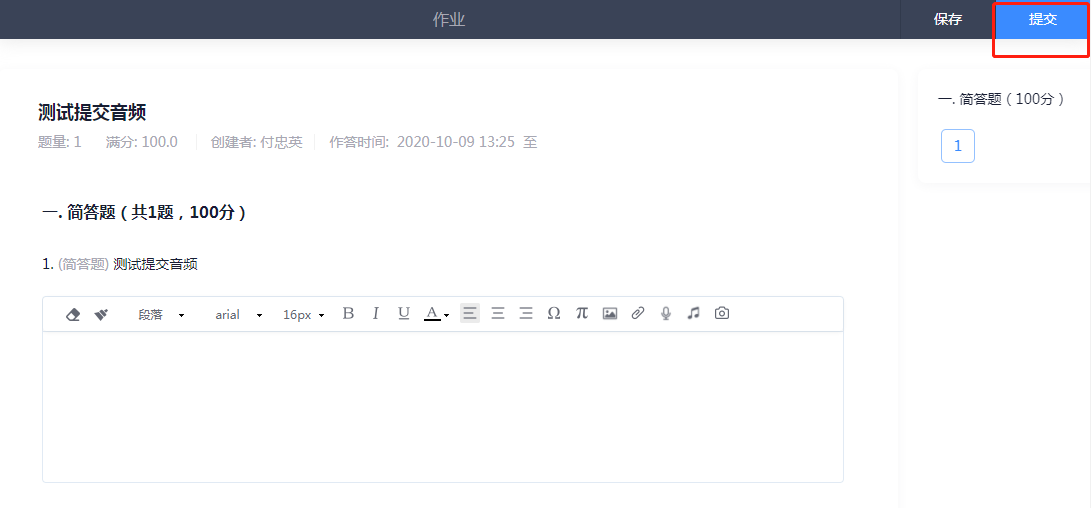 作业
保存
提交
测试提交音频
题量: 1 满分: 100.0 创建者: 付忠英 作答时间: 2020-10-09 13:25 至
一. 简答题（100分）
1
一. 简答题（共1题，100分）
1. (简答题) 测试提交音频
段落 arial 16px B I U A Ω π